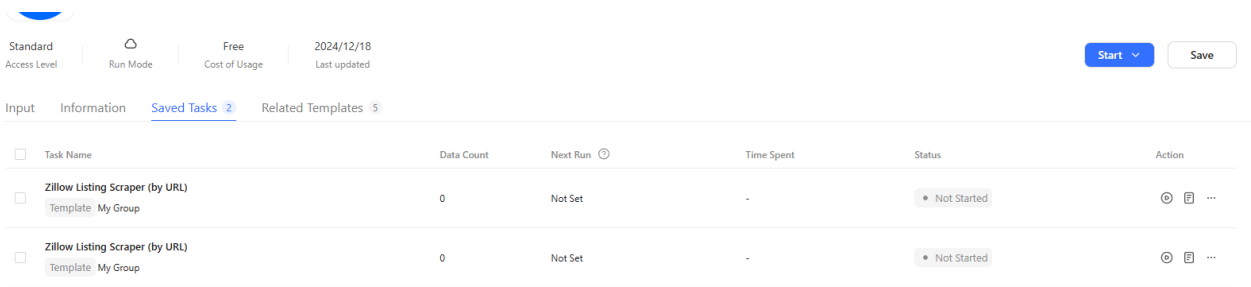 Standard Free 2024/12/18
Access Level Run Mode Cost of Usage Last updated
Start Save
Input Information Saved Tasks 2 Related Templates 5
Task Name Data Count Next Run ? Time Spent Status Action
Zillow Listing Scraper (by URL)
Template My Group 0 Not Set - Not Started ...
Zillow Listing Scraper (by URL)
Template My Group 0 Not Set - Not Started ...